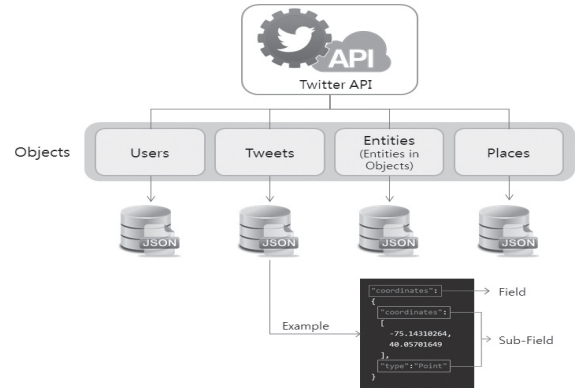 API
Twitter API
Objects
Users
Tweets
Entities
(Entities in
Objects)
Places
JSON
JSON
JSON
JSON
Example
"coordinates":
{
"coordinates":
[
-75.14310264,
40.05701649
],
"type":"Point"
}
Field
Sub-Field